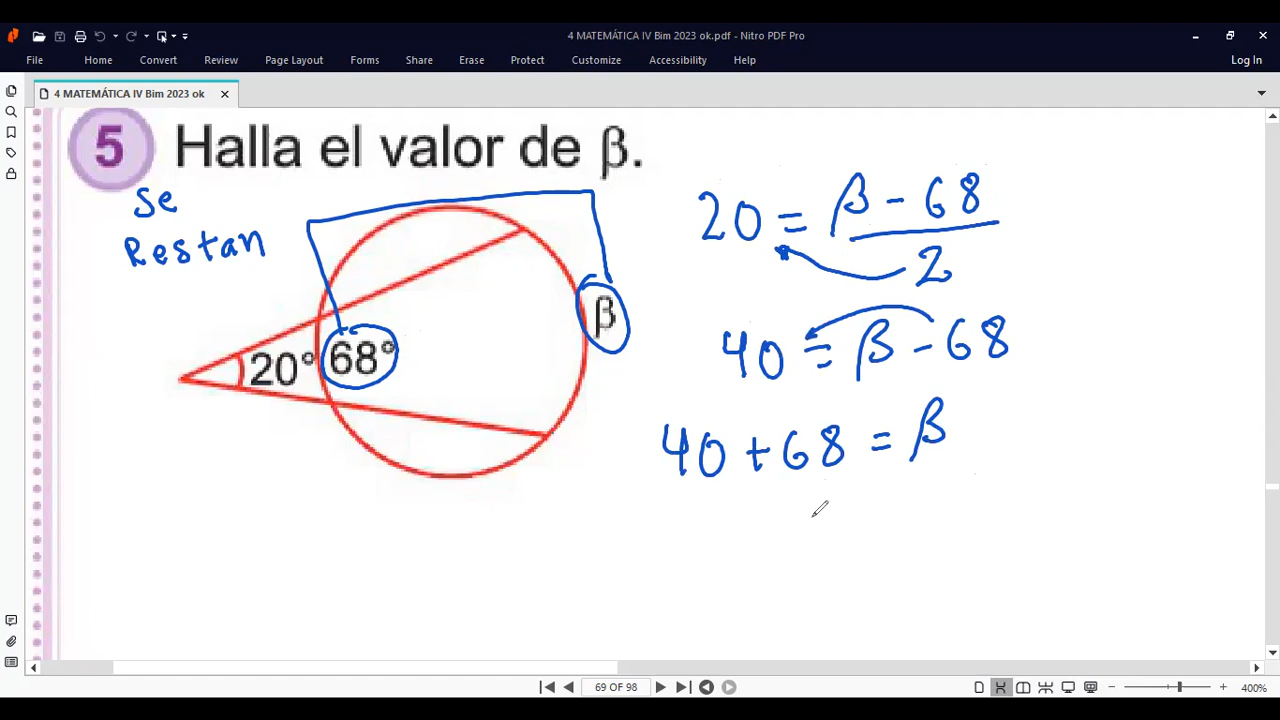 4 MATEMÁTICA IV Bim 2023 ok.pdf - Nitro PDF Pro
File Home Convert Review Page Layout Forms Share Erase Protect Customize Accessibility Help Log In
4 MATEMÁTICA IV Bim 2023 ok
5 Halla el valor de β.
Se
Restan
20° 68° β
20 = β - 68
2
40 = β - 68
40 + 68 = β
69 OF 98
400%